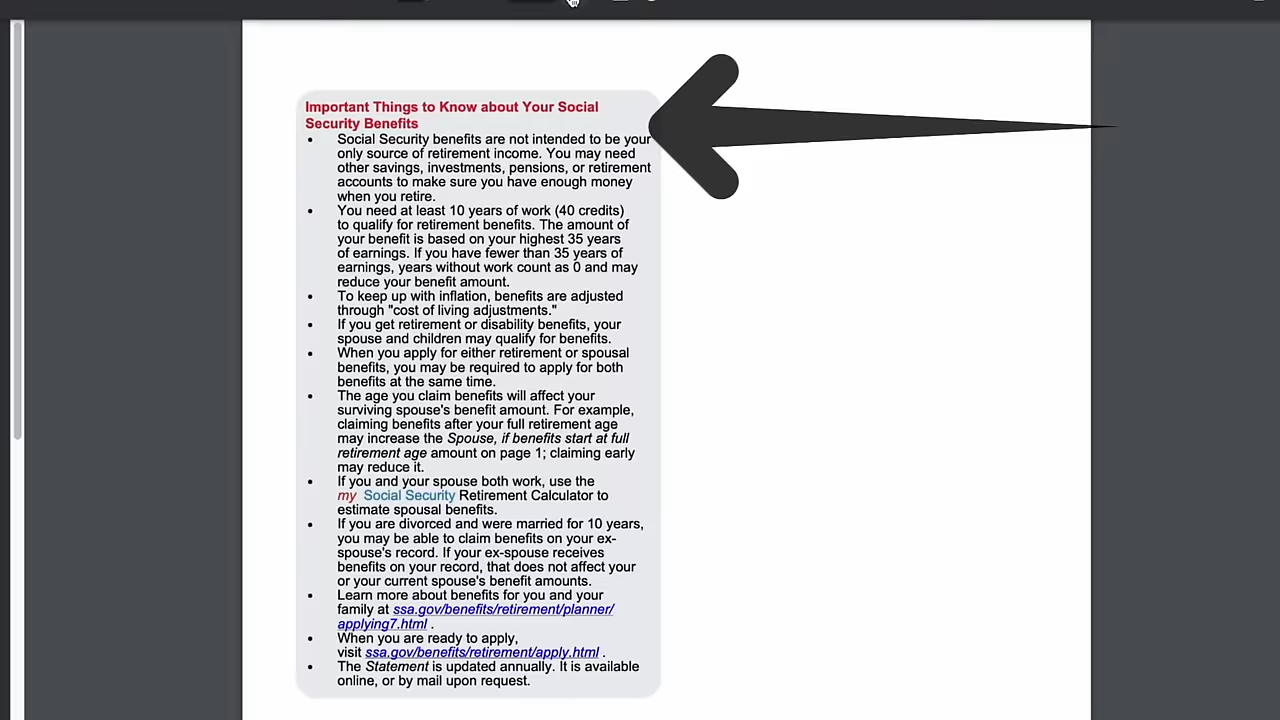 Important Things to Know about Your Social
Security Benefits
• Social Security benefits are not intended to be your
only source of retirement income. You may need
other savings, investments, pensions, or retirement
accounts to make sure you have enough money
when you retire.
• You need at least 10 years of work (40 credits)
to qualify for retirement benefits. The amount of
your benefit is based on your highest 35 years
of earnings. If you have fewer than 35 years of
earnings, years without work count as 0 and may
reduce your benefit amount.
• To keep up with inflation, benefits are adjusted
through "cost of living adjustments."
• If you get retirement or disability benefits, your
spouse and children may qualify for benefits.
• When you apply for either retirement or spousal
benefits, you may be required to apply for both
benefits at the same time.
• The age you claim benefits will affect your
surviving spouse's benefit amount. For example,
claiming benefits after your full retirement age
may increase the Spouse, if benefits start at full
retirement age amount on page 1; claiming early
may reduce it.
• If you and your spouse both work, use the
my Social Security Retirement Calculator to
estimate spousal benefits.
• If you are divorced and were married for 10 years,
you may be able to claim benefits on your ex-
spouse's record. If your ex-spouse receives
benefits on your record, that does not affect your
or your current spouse's benefit amounts.
• Learn more about benefits for you and your
family at ssa.gov/benefits/retirement/planner/
applying7.html .
• When you are ready to apply,
visit ssa.gov/benefits/retirement/apply.html .
• The Statement is updated annually. It is available
online, or by mail upon request.